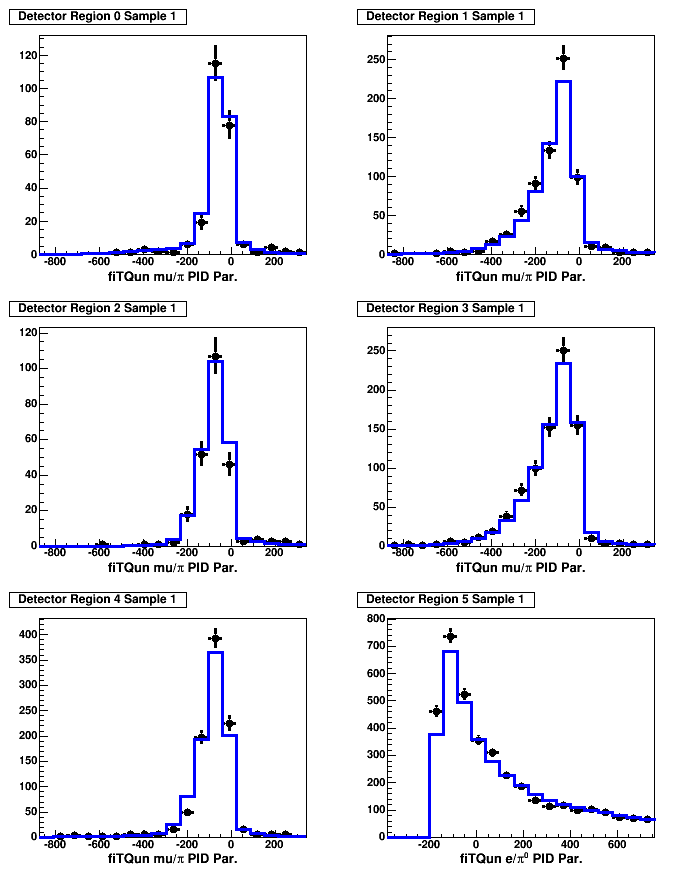 Detector Region 0 Sample 1
120
100
80
60
40
20
0
-800 -600 -400 -200 0 200
fiTQun mu/π PID Par.
Detector Region 1 Sample 1
250
200
150
100
50
0
-800 -600 -400 -200 0 200
fiTQun mu/π PID Par.
Detector Region 2 Sample 1
120
100
80
60
40
20
0
-800 -600 -400 -200 0 200
fiTQun mu/π PID Par.
Detector Region 3 Sample 1
250
200
150
100
50
0
-800 -600 -400 -200 0 200
fiTQun mu/π PID Par.
Detector Region 4 Sample 1
400
350
300
250
200
150
100
50
0
-800 -600 -400 -200 0 200
fiTQun mu/π PID Par.
Detector Region 5 Sample 1
800
700
600
500
400
300
200
100
0
-200 0 200 400 600
fiTQun e/π⁰ PID Par.